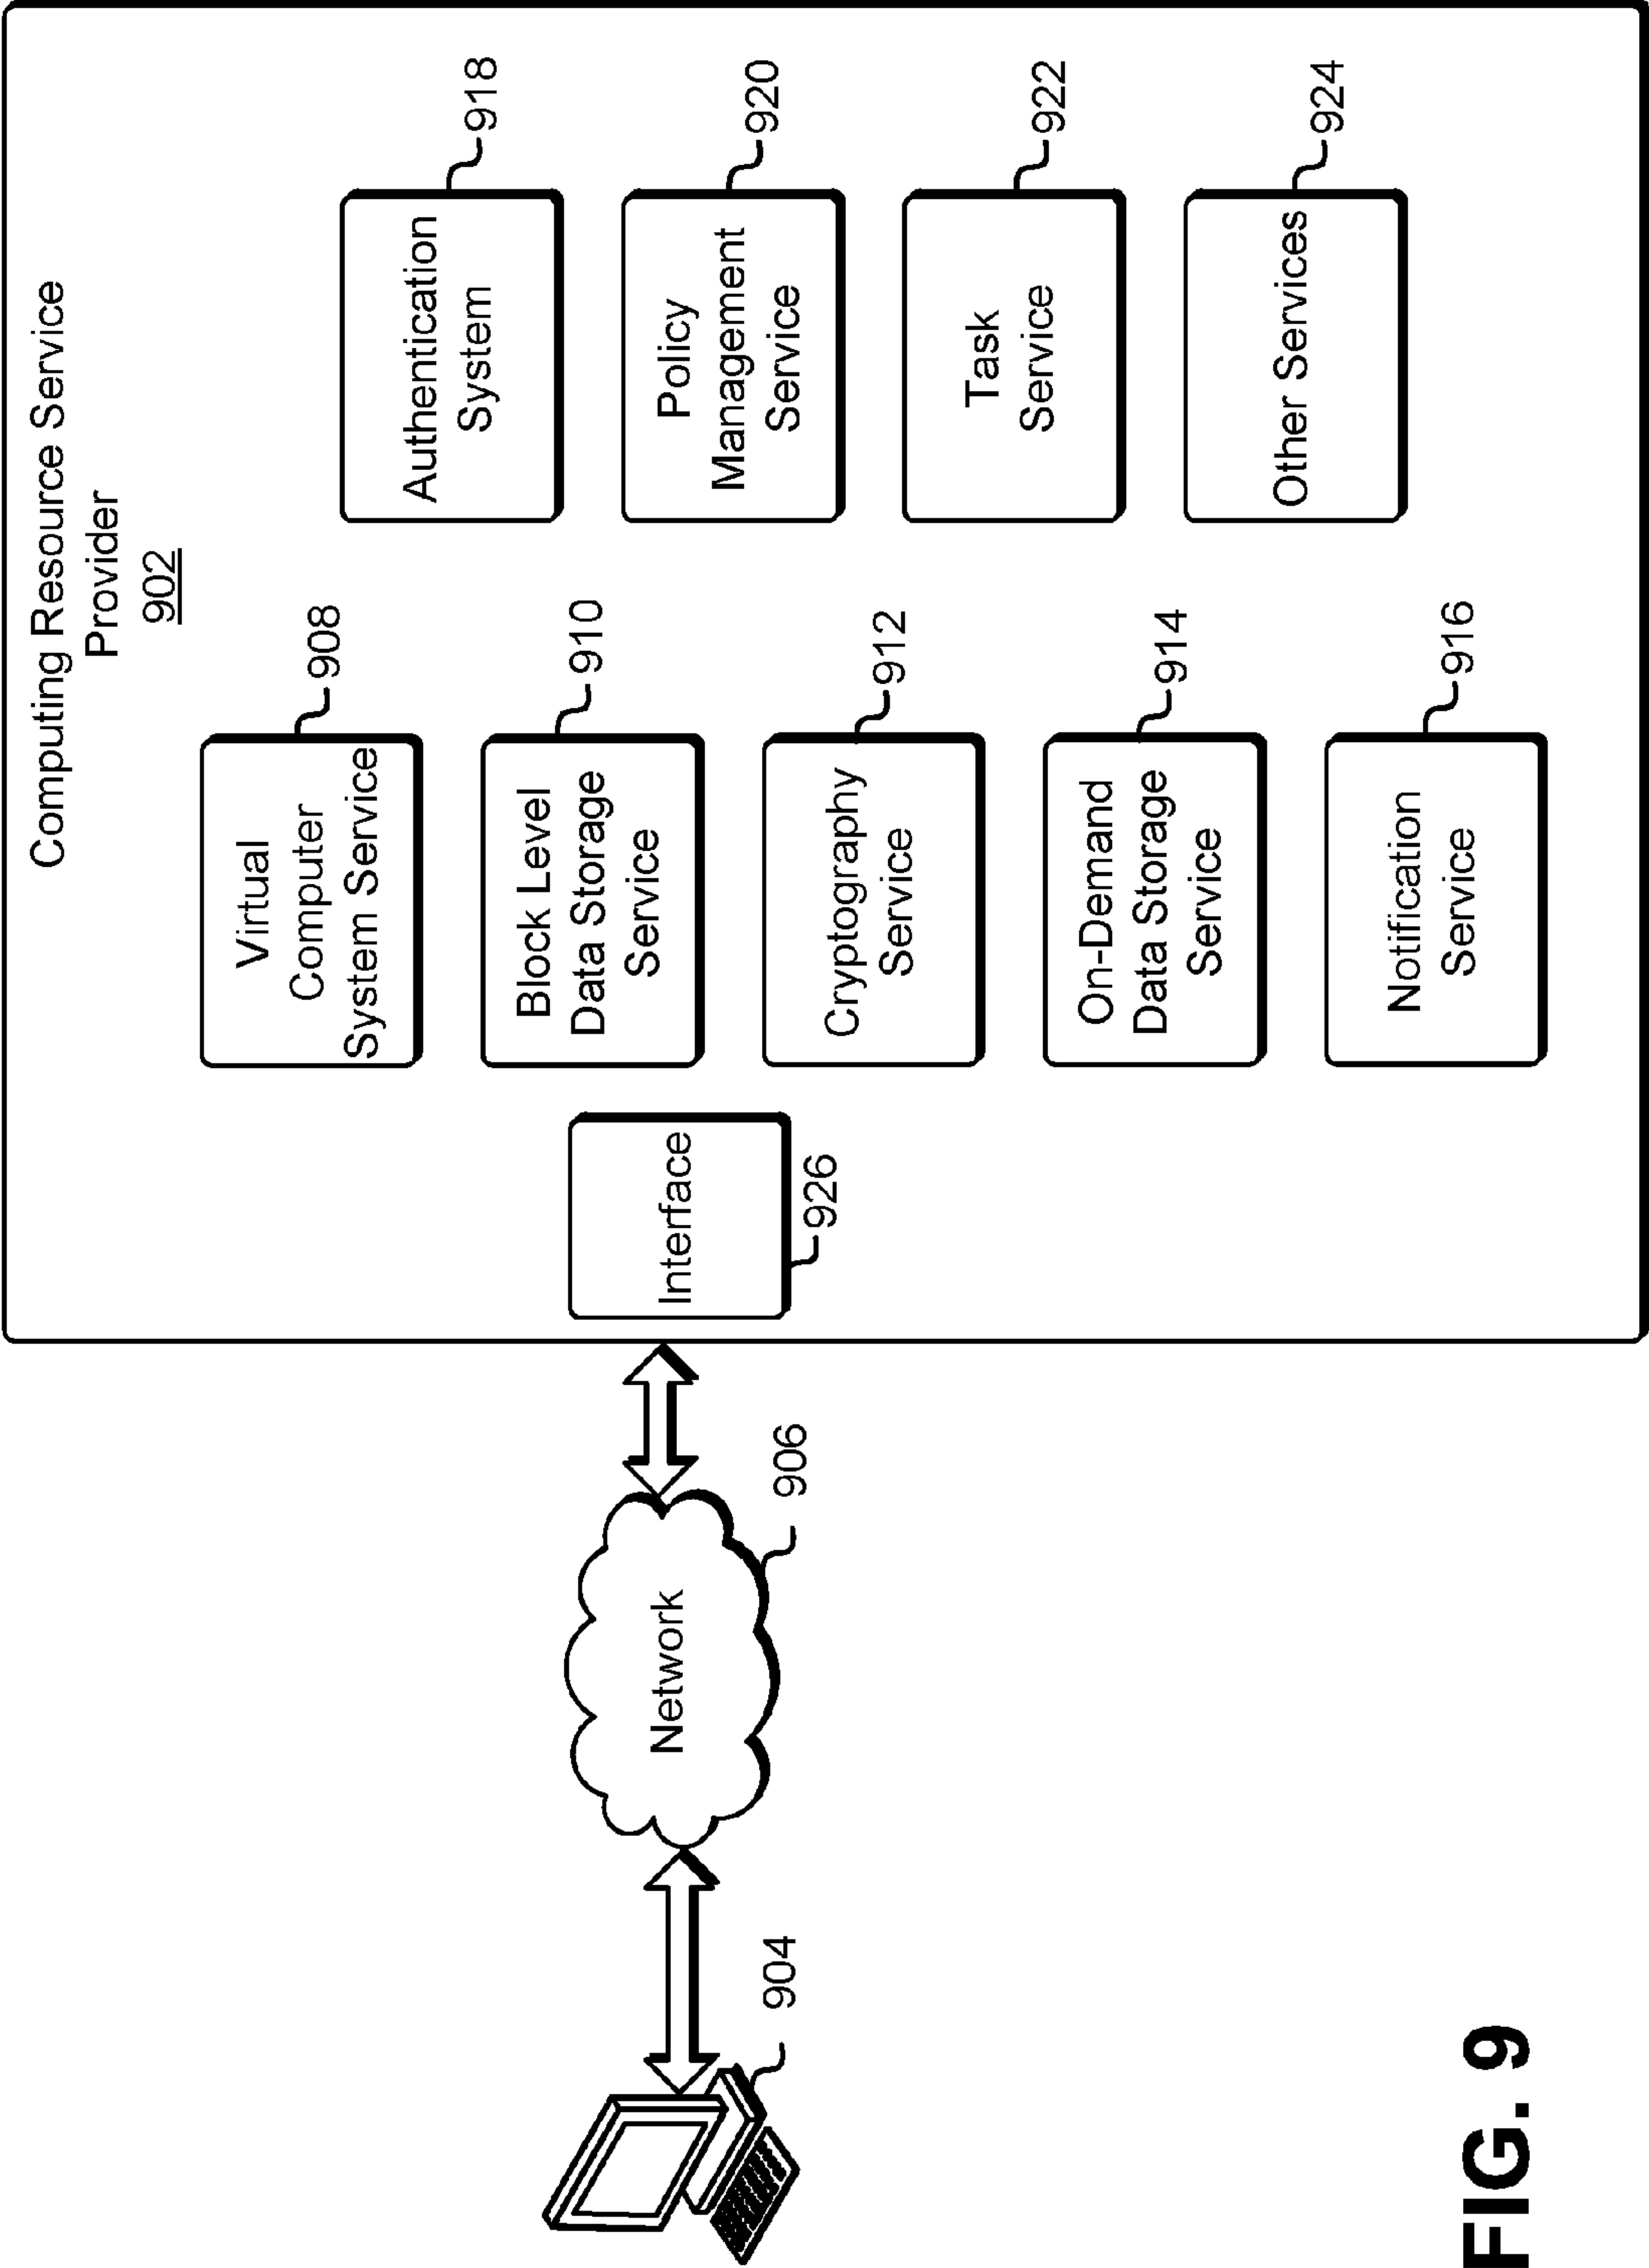 Computing Resource Service
Provider
902
Virtual
Computer
System Service
908
Block Level
Data Storage
Service
910
Cryptography
Service
912
On-Demand
Data Storage
Service
914
Notification
Service
916
Authentication
System
918
Policy
Management
Service
920
Task
Service
922
Other Services
924
Interface
926
Network
906
904
FIG. 9